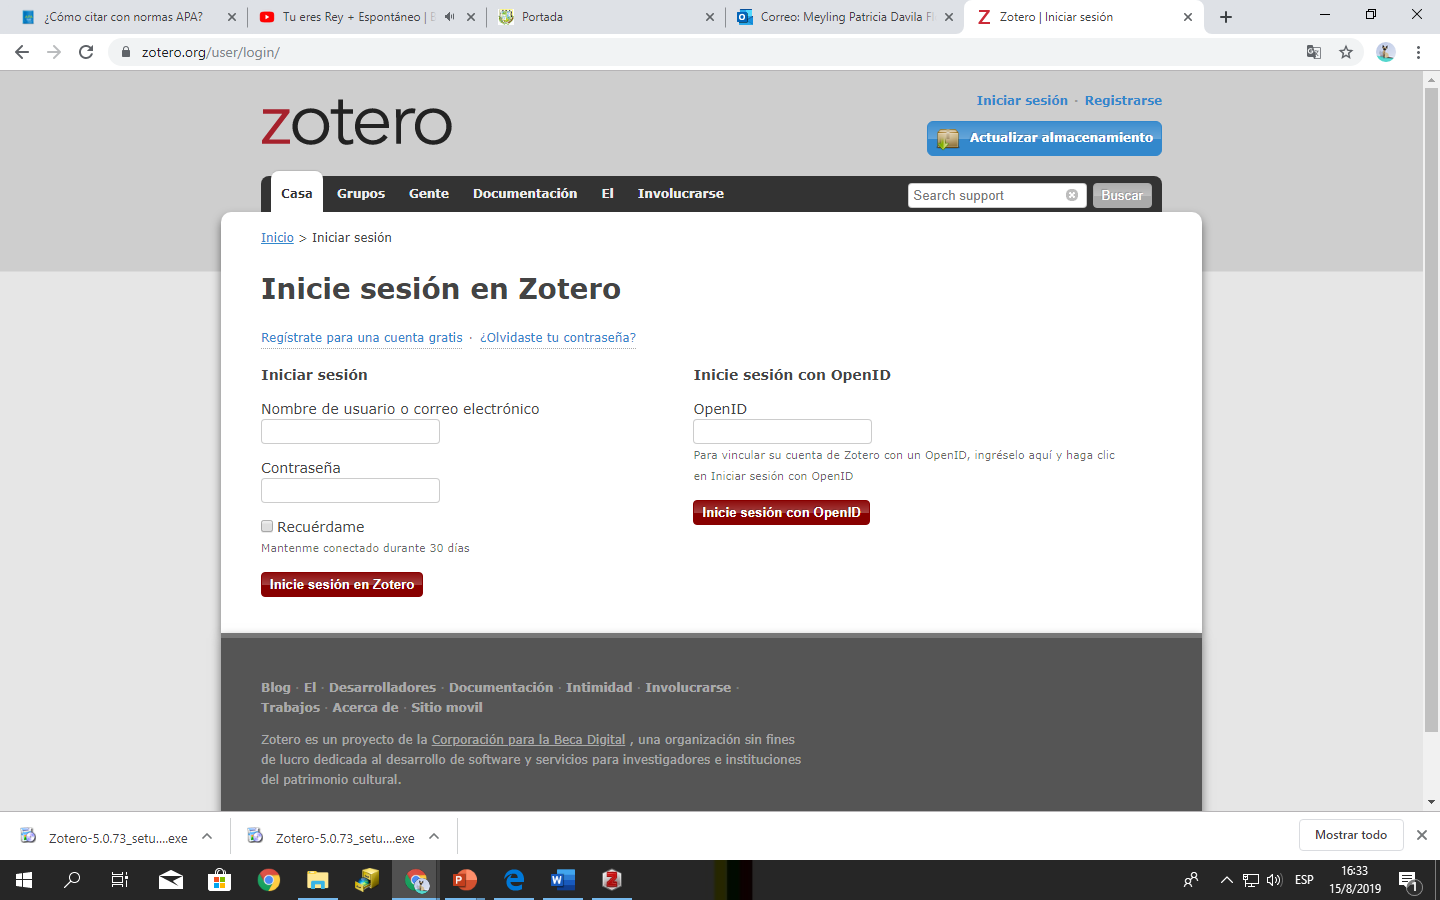 ¿Cómo citar con normas APA?
Tu eres Rey + Espontáneo | E
Portada
Correo: Meyling Patricia Davila Fl
Zotero | Iniciar sesión
zotero.org/user/login/
zotero
Iniciar sesión · Registrarse
Actualizar almacenamiento
Casa Grupos Gente Documentación El Involucrarse
Search support
Buscar
Inicio > Iniciar sesión
Inicie sesión en Zotero
Regístrate para una cuenta gratis · ¿Olvidaste tu contraseña?
Iniciar sesión
Nombre de usuario o correo electrónico
Contraseña
Recuérdame
Mantenme conectado durante 30 días
Inicie sesión en Zotero
Inicie sesión con OpenID
OpenID
Para vincular su cuenta de Zotero con un OpenID, ingréselo aquí y haga clic
en Iniciar sesión con OpenID
Inicie sesión con OpenID
Blog · El · Desarrolladores · Documentación · Intimidad · Involucrarse ·
Trabajos · Acerca de · Sitio movil
Zotero es un proyecto de la Corporación para la Beca Digital , una organización sin fines
de lucro dedicada al desarrollo de software y servicios para investigadores e instituciones
del patrimonio cultural.
Zotero-5.0.73_setu....exe
Zotero-5.0.73_setu....exe
Mostrar todo
ESP
16:33
15/8/2019
1